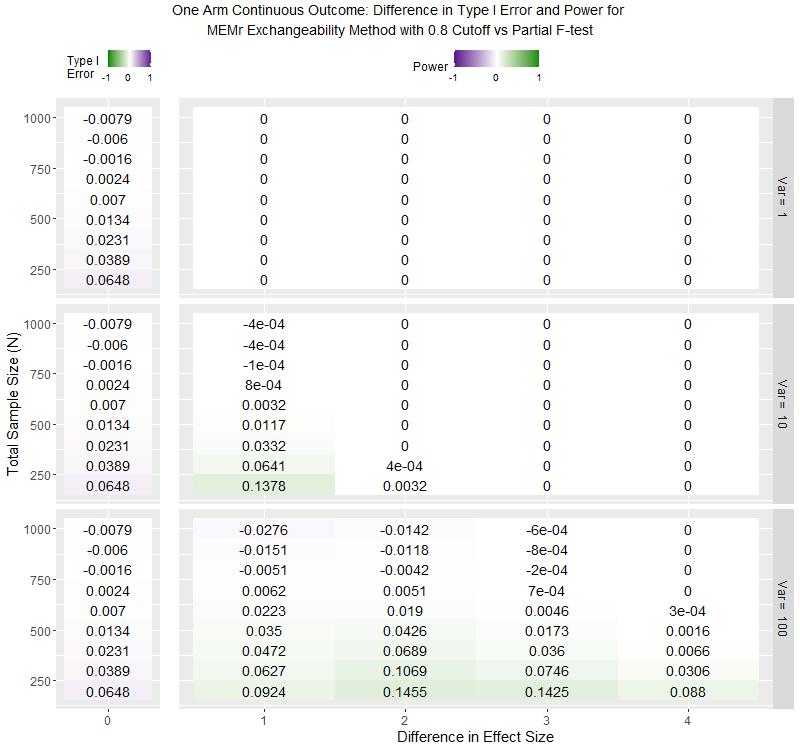 One Arm Continuous Outcome: Difference in Type I Error and Power for
MEMr Exchangeability Method with 0.8 Cutoff vs Partial F-test
Type I
Error
-1 0 1
Power
-1 0 1
Total Sample Size (N)
1000 -0.0079 0 0 0 0
-0.006 0 0 0 0
750 -0.0016 0 0 0 0
0.0024 0 0 0 0
0.007 0 0 0 0
500 0.0134 0 0 0 0
0.0231 0 0 0 0
0.0389 0 0 0 0
250 0.0648 0 0 0 0
Var = 1
1000 -0.0079 -4e-04 0 0 0
-0.006 -4e-04 0 0 0
-0.0016 -1e-04 0 0 0
750 0.0024 8e-04 0 0 0
0.007 0.0032 0 0 0
500 0.0134 0.0117 0 0 0
0.0231 0.0332 0 0 0
0.0389 0.0641 4e-04 0 0
250 0.0648 0.1378 0.0032 0 0
Var = 10
1000 -0.0079 -0.0276 -0.0142 -6e-04 0
-0.006 -0.0151 -0.0118 -8e-04 0
-0.0016 -0.0051 -0.0042 -2e-04 0
750 0.0024 0.0062 0.0051 7e-04 0
0.007 0.0223 0.019 0.0046 3e-04
500 0.0134 0.035 0.0426 0.0173 0.0016
0.0231 0.0472 0.0689 0.036 0.0066
0.0389 0.0627 0.1069 0.0746 0.0306
250 0.0648 0.0924 0.1455 0.1425 0.088
Var = 100
0 1 2 3 4
Difference in Effect Size